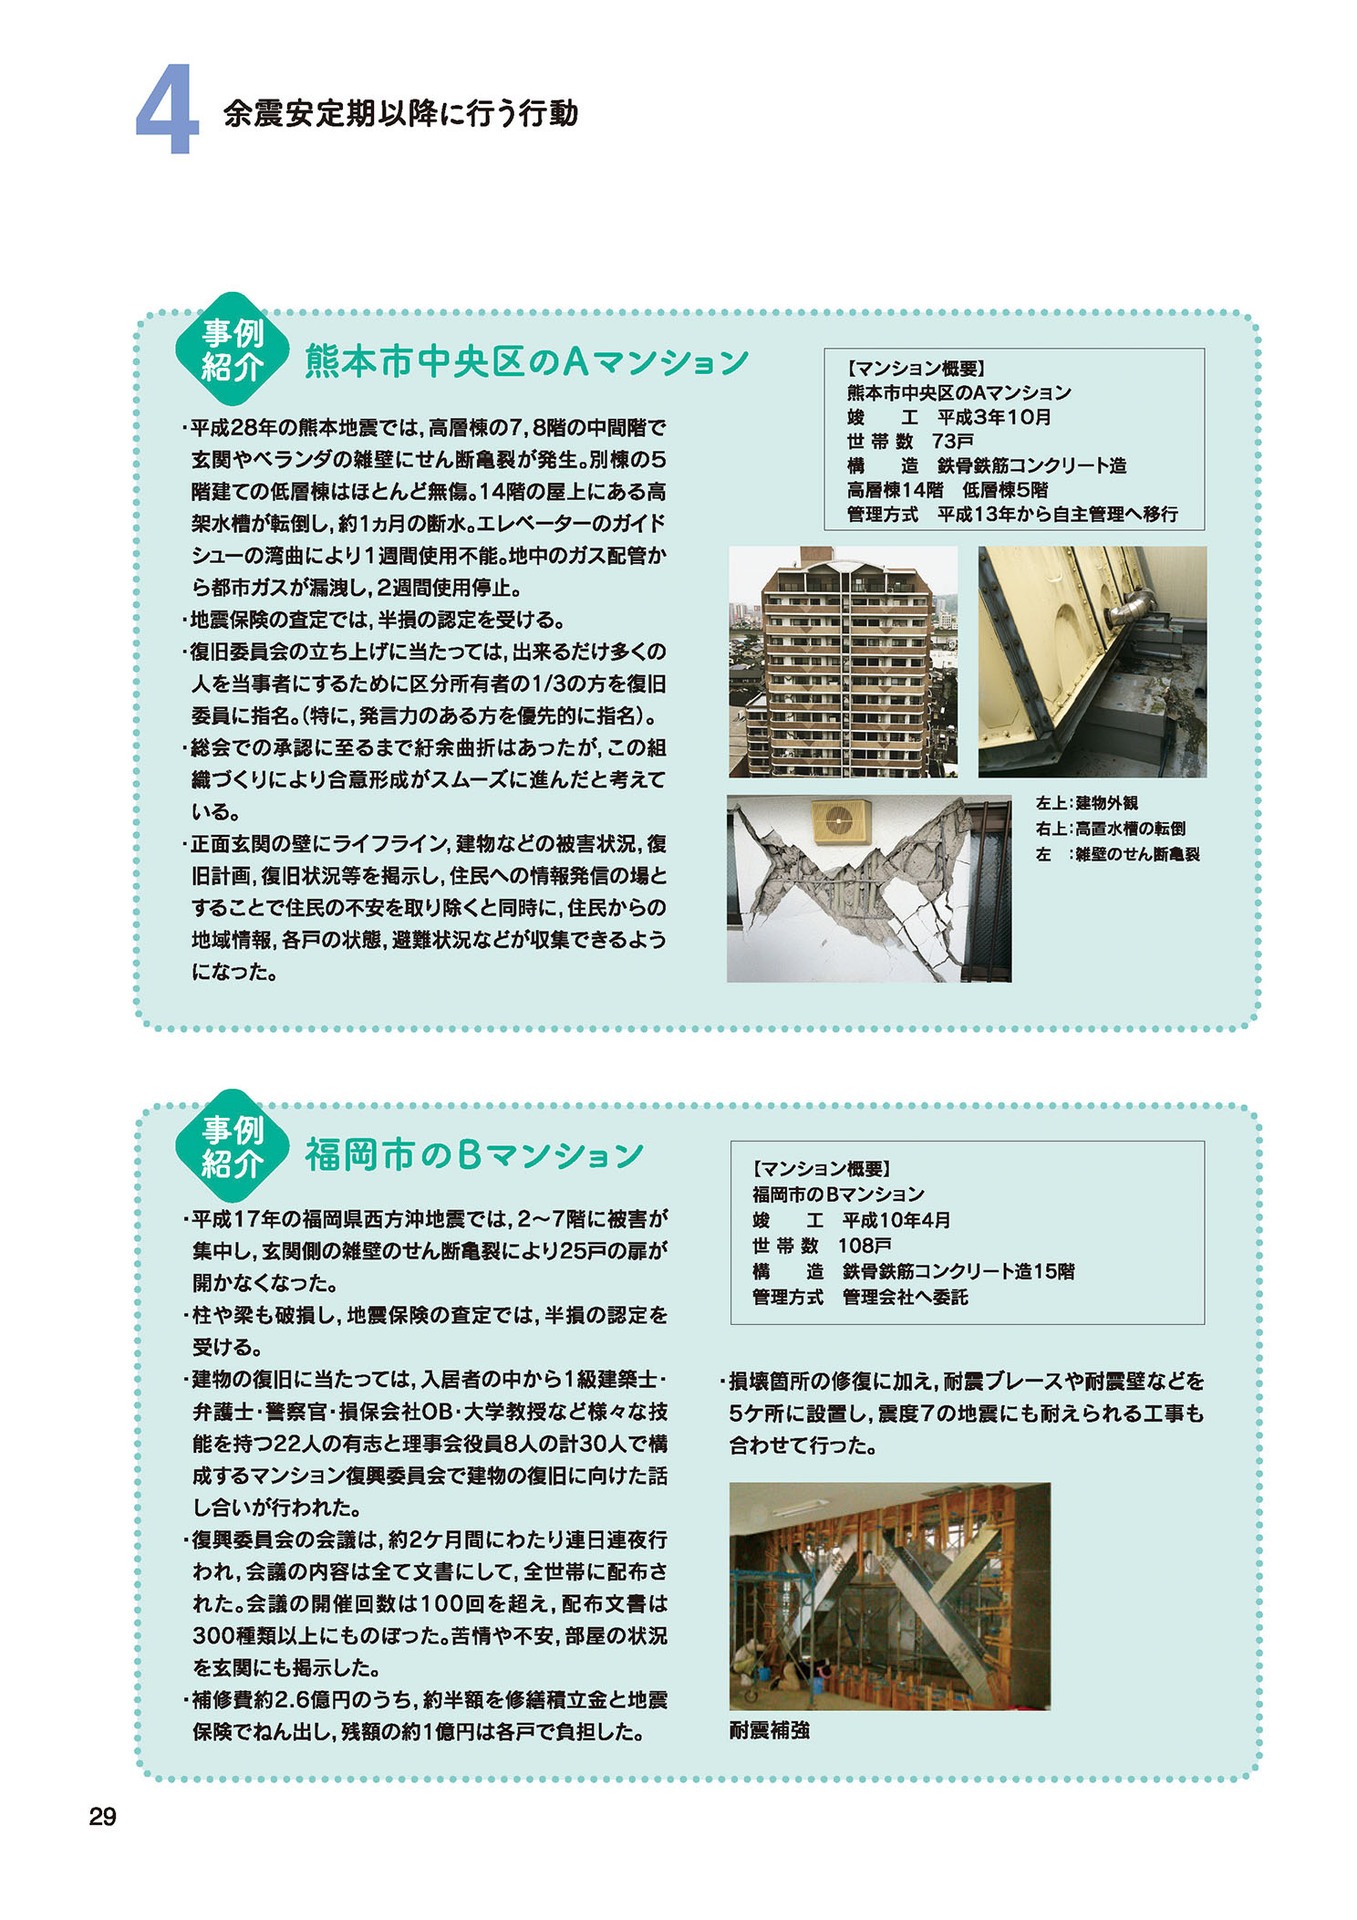 4 余震安定期以降に行う行動
事例
紹介
熊本市中央区のAマンション
・平成28年の熊本地震では,高層棟の7,8階の中間階で
玄関やベランダの雑壁にせん断亀裂が発生。別棟の5
階建ての低層棟はほとんど無傷。14階の屋上にある高
架水槽が転倒し,約1ヵ月の断水。エレベーターのガイド
シューの湾曲により1週間使用不能。地中のガス配管か
ら都市ガスが漏洩し,2週間使用停止。
・地震保険の査定では,半損の認定を受ける。
・復旧委員会の立ち上げに当たっては,出来るだけ多くの
人を当事者にするために区分所有者の1/3の方を復旧
委員に指名。（特に,発言力のある方を優先的に指名）。
・総会での承認に至るまで紆余曲折はあったが,この組
織づくりにより合意形成がスムーズに進んだと考えて
いる。
・正面玄関の壁にライフライン,建物などの被害状況,復
旧計画,復旧状況等を掲示し,住民への情報発信の場と
することで住民の不安を取り除くと同時に,住民からの
地域情報,各戸の状態,避難状況などが収集できるよう
になった。
【マンション概要】
熊本市中央区のAマンション
竣　　工　平成3年10月
世 帯 数　73戸
構　　造　鉄骨鉄筋コンクリート造
高層棟14階　低層棟5階
管理方式　平成13年から自主管理へ移行
左上:建物外観
右上:高置水槽の転倒
左　:雑壁のせん断亀裂
事例
紹介
福岡市のBマンション
・平成17年の福岡県西方沖地震では,2〜7階に被害が
集中し,玄関側の雑壁のせん断亀裂により25戸の扉が
開かなくなった。
・柱や梁も破損し,地震保険の査定では,半損の認定を
受ける。
・建物の復旧に当たっては,入居者の中から1級建築士・
弁護士・警察官・損保会社OB・大学教授など様々な技
能を持つ22人の有志と理事会役員8人の計30人で構
成するマンション復興委員会で建物の復旧に向けた話
し合いが行われた。
・復興委員会の会議は,約2ケ月間にわたり連日連夜行
われ,会議の内容は全て文書にして,全世帯に配布さ
れた。会議の開催回数は100回を超え,配布文書は
300種類以上にものぼった。苦情や不安,部屋の状況
を玄関にも掲示した。
・補修費約2.6億円のうち,約半額を修繕積立金と地震
保険でねん出し,残額の約1億円は各戸で負担した。
【マンション概要】
福岡市のBマンション
竣　　工　平成10年4月
世 帯 数　108戸
構　　造　鉄骨鉄筋コンクリート造15階
管理方式　管理会社へ委託
・損壊箇所の修復に加え,耐震ブレースや耐震壁などを
5ケ所に設置し,震度7の地震にも耐えられる工事も
合わせて行った。
耐震補強
29